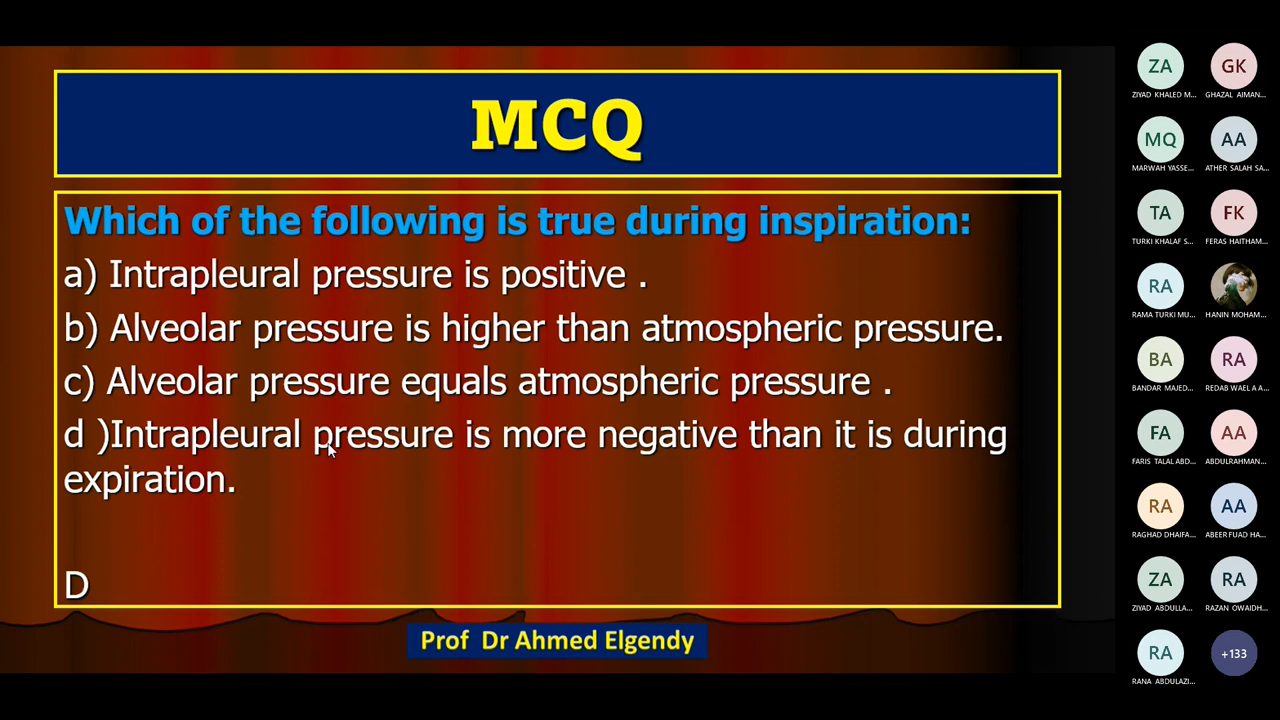 MCQ
Which of the following is true during inspiration:
a) Intrapleural pressure is positive .
b) Alveolar pressure is higher than atmospheric pressure.
c) Alveolar pressure equals atmospheric pressure .
d )Intrapleural pressure is more negative than it is during
expiration.
D
Prof Dr Ahmed Elgendy
ZA
GK
ZIYAD KHALED M...
GHAZAL AIMAN...
MQ
AA
MARWAH YASSE...
ATHER SALAH SA...
TA
FK
TURKI KHALAF S...
FERAS HAITHAM...
RA
RAMA TURKI MU...
HANIN MOHAM...
BA
RA
BANDAR MAJED...
REDAB WAEL A A...
FA
AA
FARIS TALAL ABD...
ABDULRAHMAN...
RA
AA
RAGHAD DHAIFA...
ABEER FUAD HA...
ZA
RA
ZIYAD ABDULLA...
RAZAN OWAIDH...
RA
+133
RANA ABDULAZI...